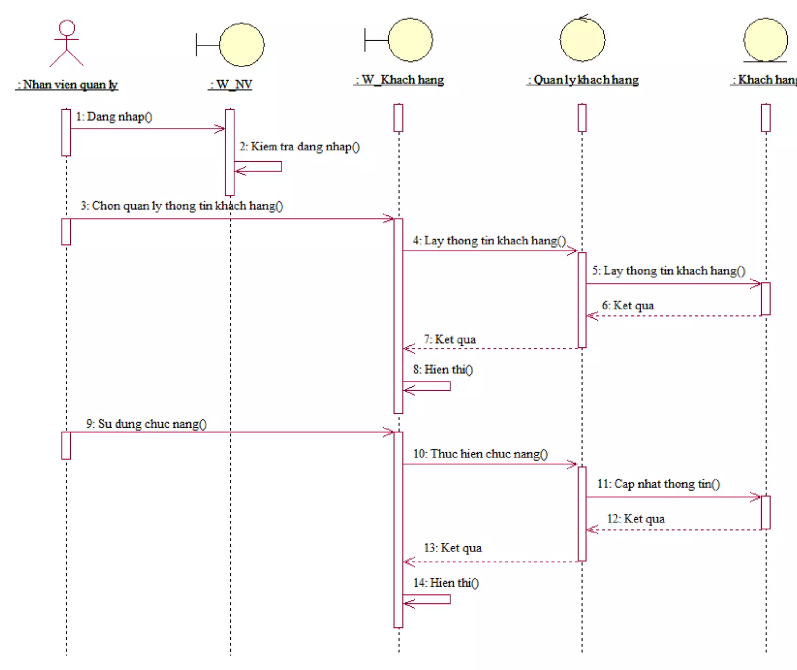 : Nhan vien quan ly
: W_NV
: W_Khach hang
: Quan ly khach hang
: Khach hang
1: Dang nhap()
2: Kiem tra dang nhap()
3: Chon quan ly thong tin khach hang()
4: Lay thong tin khach hang()
5: Lay thong tin khach hang()
6: Ket qua
7: Ket qua
8: Hien thi()
9: Su dung chuc nang()
10: Thuc hien chuc nang()
11: Cap nhat thong tin()
12: Ket qua
13: Ket qua
14: Hien thi()